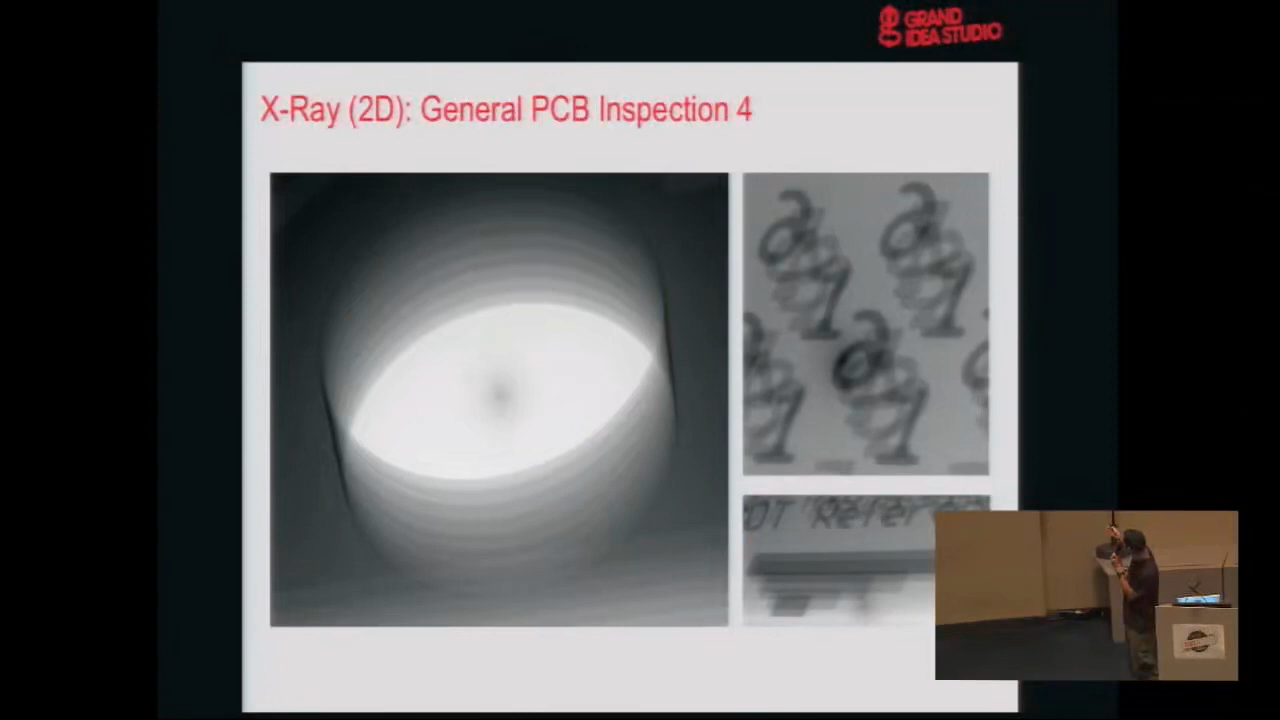 GRAND
IDEA STUDIO
X-Ray (2D): General PCB Inspection 4